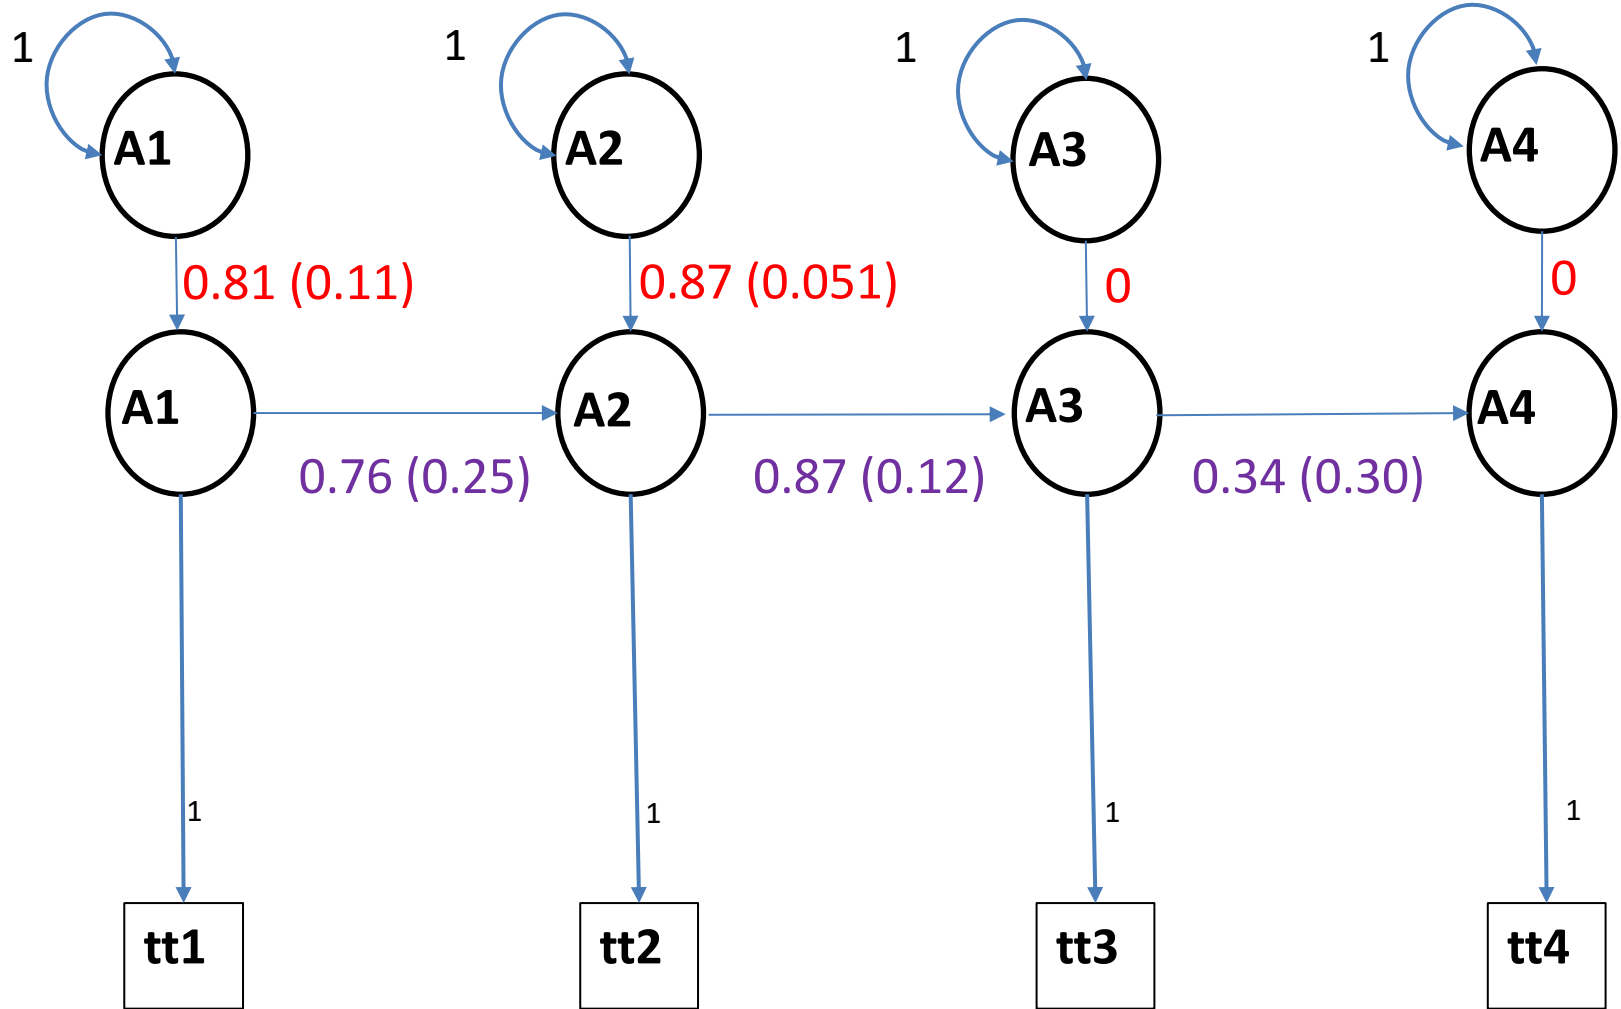 1
1
1
1
A1
A2
A3
A4
0.81 (0.11)
0.87 (0.051)
0
0
A1
A2
A3
A4
0.76 (0.25)
0.87 (0.12)
0.34 (0.30)
1
1
1
1
tt1
tt2
tt3
tt4